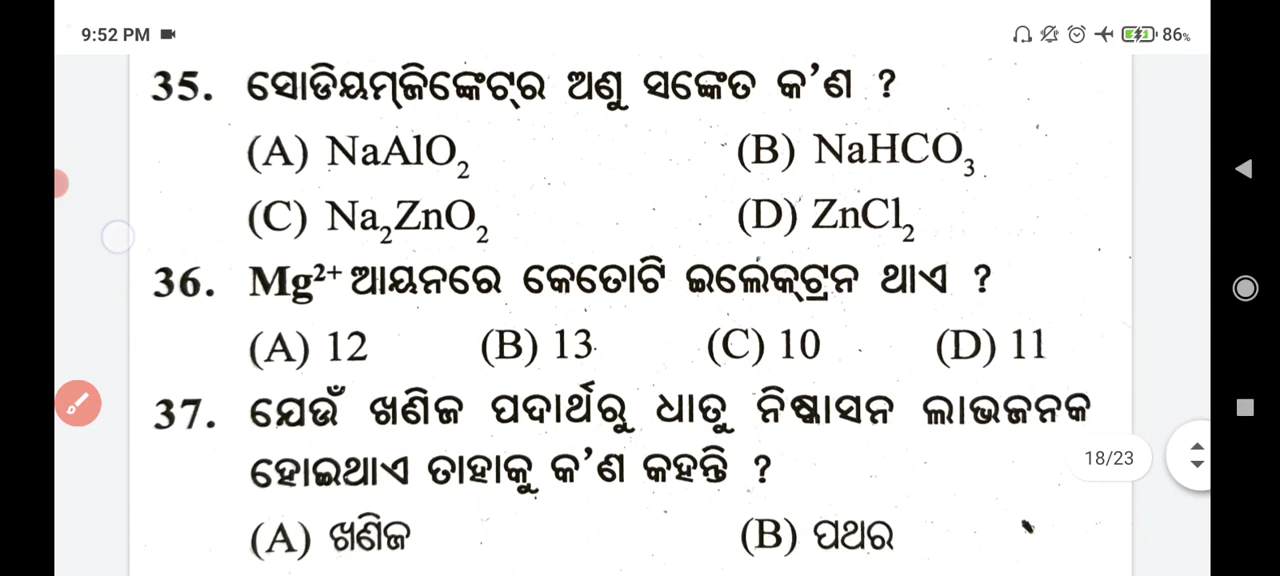 9:52 PM
86%
35. ସୋଡିୟମ୍‌ଜିଙ୍କେଟ୍‌ର ଅଣୁ ସଙ୍କେତ କ'ଣ ?
(A) NaAlO₂ (B) NaHCO₃
(C) Na₂ZnO₂ (D) ZnCl₂
36. Mg²⁺ ଆୟନରେ କେତୋଟି ଇଲେକ୍‌ଟ୍ରନ ଥାଏ ?
(A) 12 (B) 13 (C) 10 (D) 11
37. ଯେଉଁ ଖଣିଜ ପଦାର୍ଥରୁ ଧାତୁ ନିଷ୍କାସନ ଲାଭଜନକ
18/23
ହୋଇଥାଏ ତାହାକୁ କ'ଣ କହନ୍ତି ?
(A) ଖଣିଜ (B) ପଥର